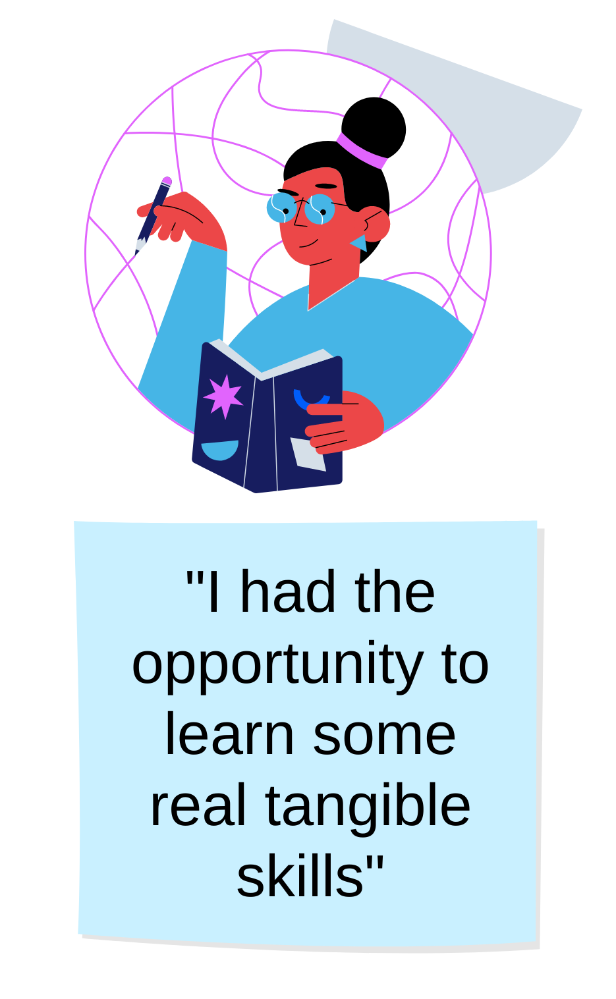 "I had the
opportunity to
learn some
real tangible
skills"